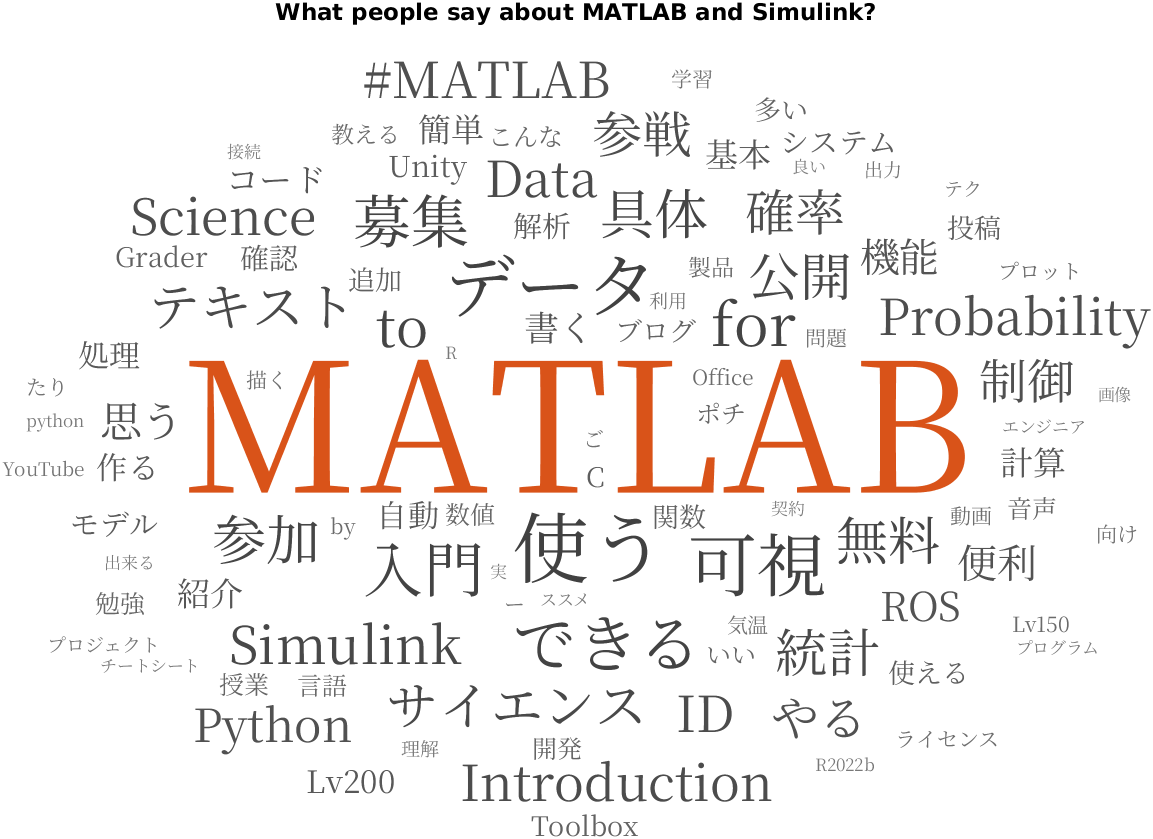 What people say about MATLAB and Simulink?
#MATLAB 学習
多い
教える 簡単 こんな 参戦 基本 システム
接続 コード Unity Data 良い 出力
テク
Science 募集 解析 具体 確率 投稿
Grader 確認 追加 データ 製品 公開 機能 プロット
テキスト to 書く 利用 ブログ for 問題 Probability
処理 R
たり 描く MATLAB Office 制御 画像
python 思う ご ポチ エンジニア
YouTube 作る C 計算
モデル 参加 by 自動 数値 使う 関数 契約 無料 動画 音声 向け
出来る 入門 実 可視 便利
勉強 紹介 ー ススメ ROS
プロジェクト Simulink できる 気温 統計 Lv150
チートシート いい 使える プログラム
授業 言語 サイエンス ID やる
Python 理解 開発 ライセンス
Lv200 Introduction R2022b
Toolbox